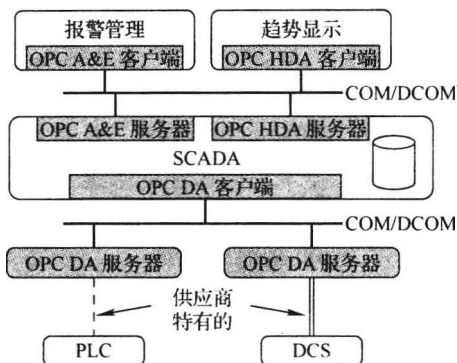 报警管理
趋势显示
OPC A&E 客户端
OPC HDA 客户端
COM/DCOM
OPC A&E 服务器
OPC HDA 服务器
SCADA
OPC DA 客户端
COM/DCOM
OPC DA 服务器
OPC DA 服务器
供应商
特有的
PLC
DCS